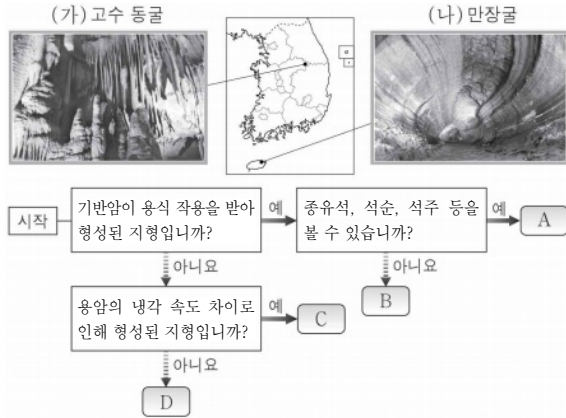 (가) 고수 동굴
(나) 만장굴
시작
기반암이 용식 작용을 받아
형성된 지형입니까?
예
종유석, 석순, 석주 등을
볼 수 있습니까?
예
A
아니요
아니요
B
용암의 냉각 속도 차이로
인해 형성된 지형입니까?
예
C
아니요
D